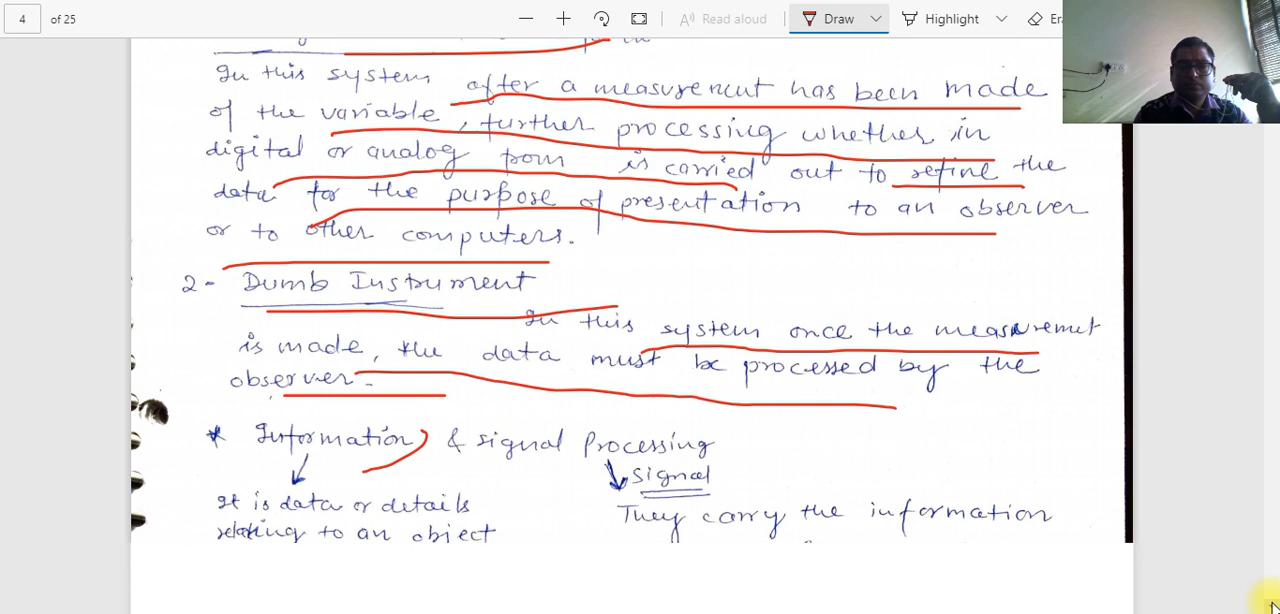 4 of 25 Read aloud Draw Highlight Er
In this system after a measurement has been made
of the variable, further processing whether in
digital or analog from is carried out to refine the
data for the purpose of presentation to an observer
or to other computers.
2- Dumb Instrument
In this system once the measuremut
is made, the data must be processed by the
observer.
* Information & signal Processing
Signal
It is data or details
relating to an object
They carry the information